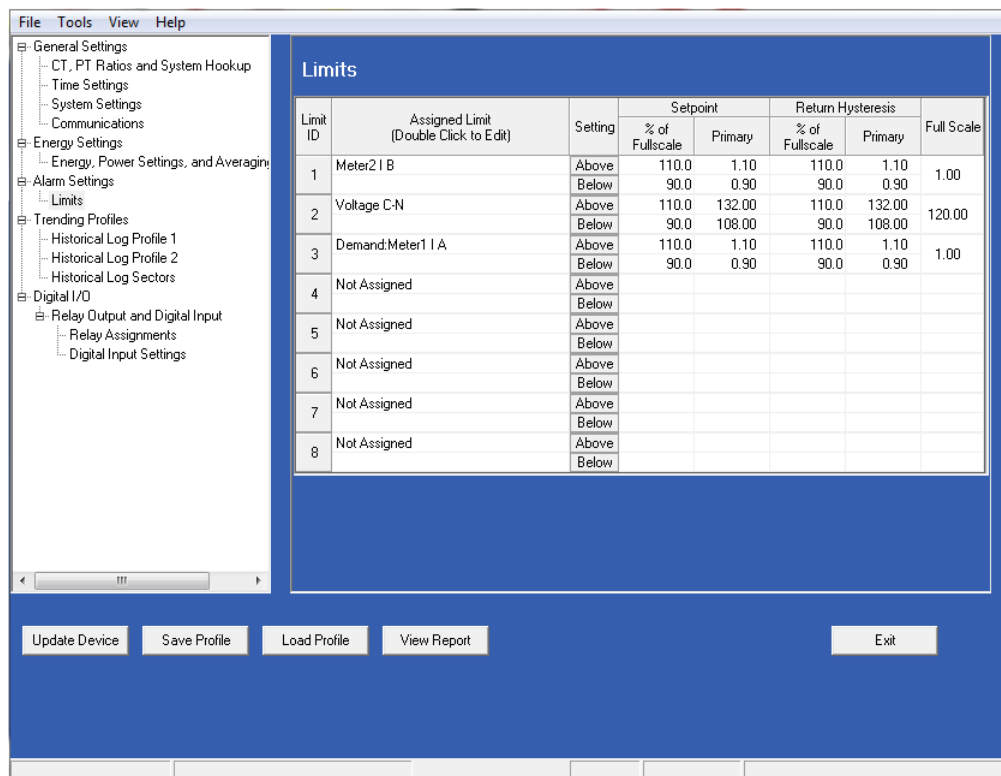 File Tools View Help
General Settings
CT, PT Ratios and System Hookup
Time Settings
System Settings
Communications
Energy Settings
Energy, Power Settings, and Averaging
Alarm Settings
Limits
Trending Profiles
Historical Log Profile 1
Historical Log Profile 2
Historical Log Sectors
Digital I/O
Relay Output and Digital Input
Relay Assignments
Digital Input Settings
Limits
Limit ID Assigned Limit (Double Click to Edit) Setting Setpoint Return Hysteresis Full Scale
% of Fullscale Primary % of Fullscale Primary
1 Meter2 I B Above 110.0 1.10 110.0 1.10 1.00
Below 90.0 0.90 90.0 0.90
2 Voltage C-N Above 110.0 132.00 110.0 132.00 120.00
Below 90.0 108.00 90.0 108.00
3 Demand:Meter1 I A Above 110.0 1.10 110.0 1.10 1.00
Below 90.0 0.90 90.0 0.90
4 Not Assigned Above
Below
5 Not Assigned Above
Below
6 Not Assigned Above
Below
7 Not Assigned Above
Below
8 Not Assigned Above
Below
Update Device Save Profile Load Profile View Report Exit